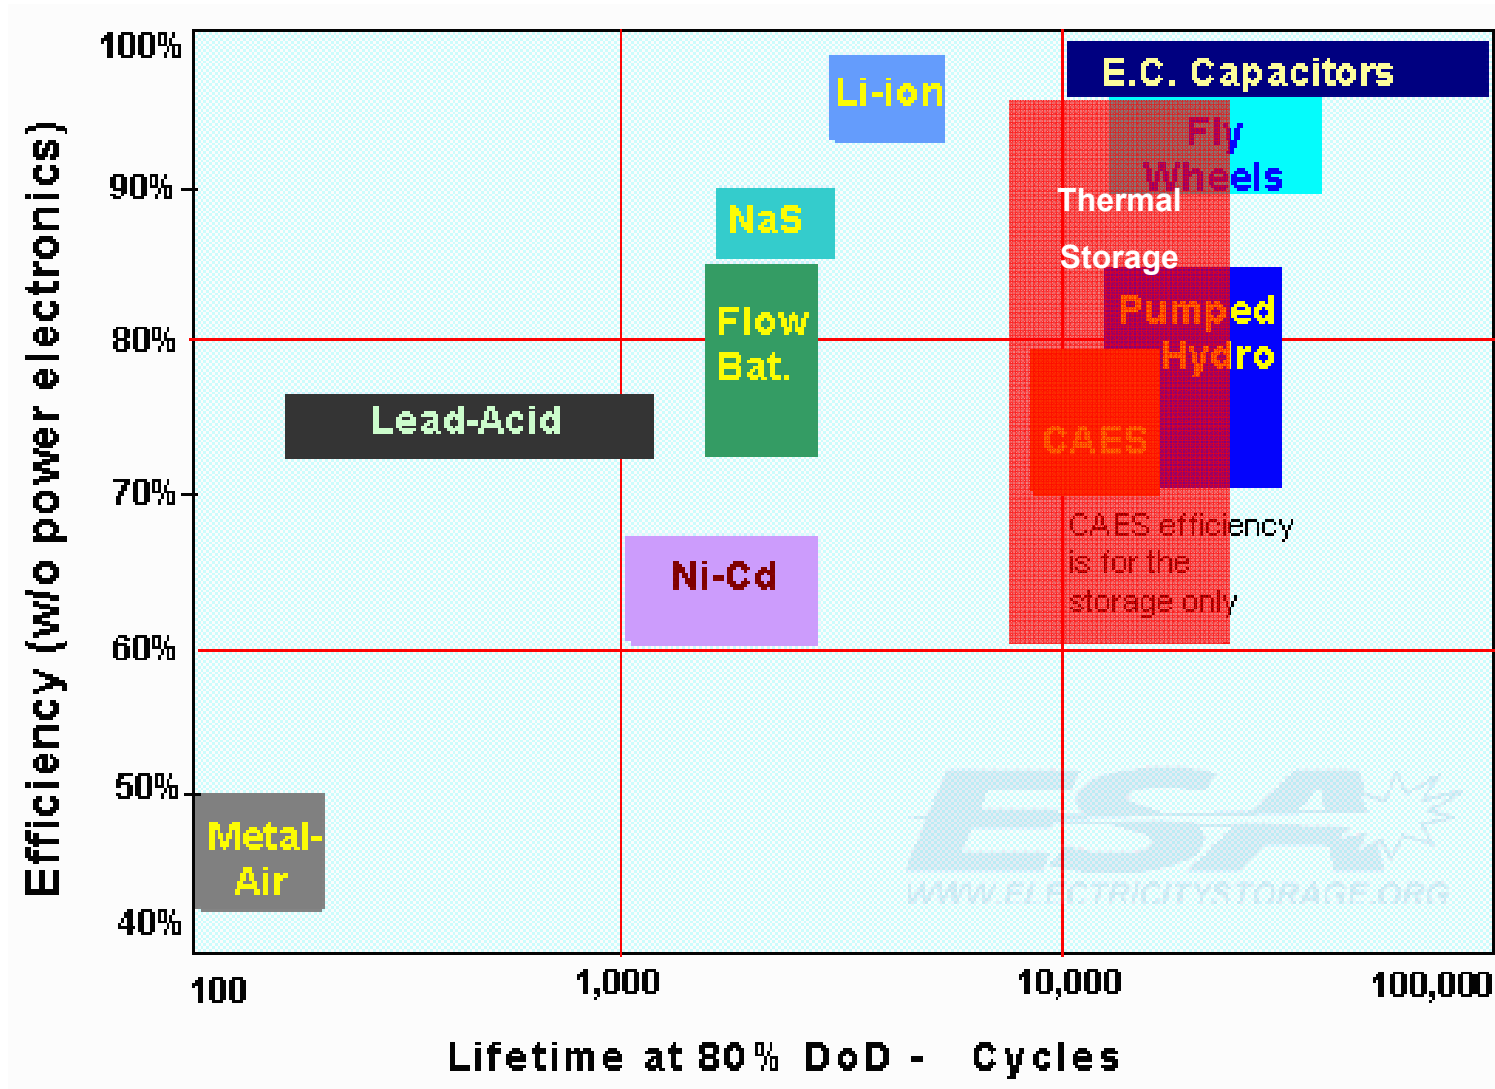 Efficiency (w/o power electronics)
100%
90%
80%
70%
60%
50%
40%
E.C. Capacitors
Li-ion
Fly
Wheels
Thermal
Storage
NaS
Flow
Bat.
Pumped
Hydro
Lead-Acid
CAES
CAES efficiency
is for the
storage only
Ni-Cd
Metal-
Air
ESA
WWW.ELECTRICITYSTORAGE.ORG
100
1,000
10,000
100,000
Lifetime at 80% DoD - Cycles